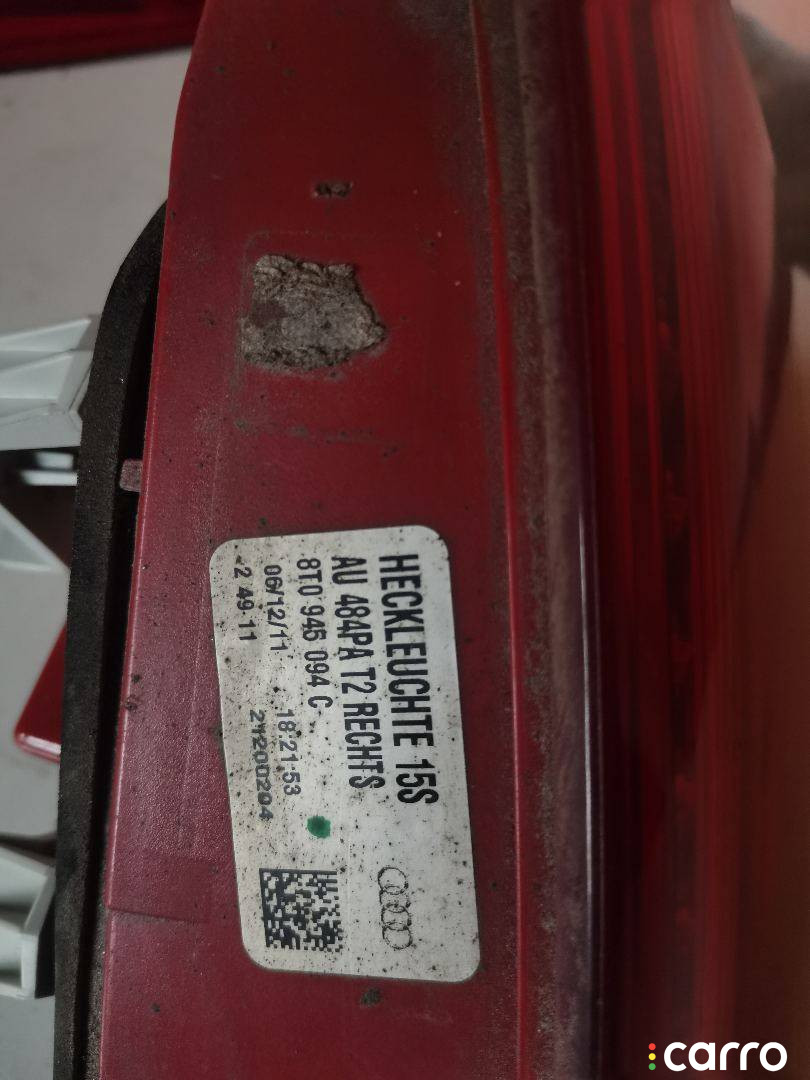 HECKLEUCHTE 15S
AU 484PA T2 RECHTS
8T0 945 094 C
06/12/11 18:21:53
2 49 11
carro